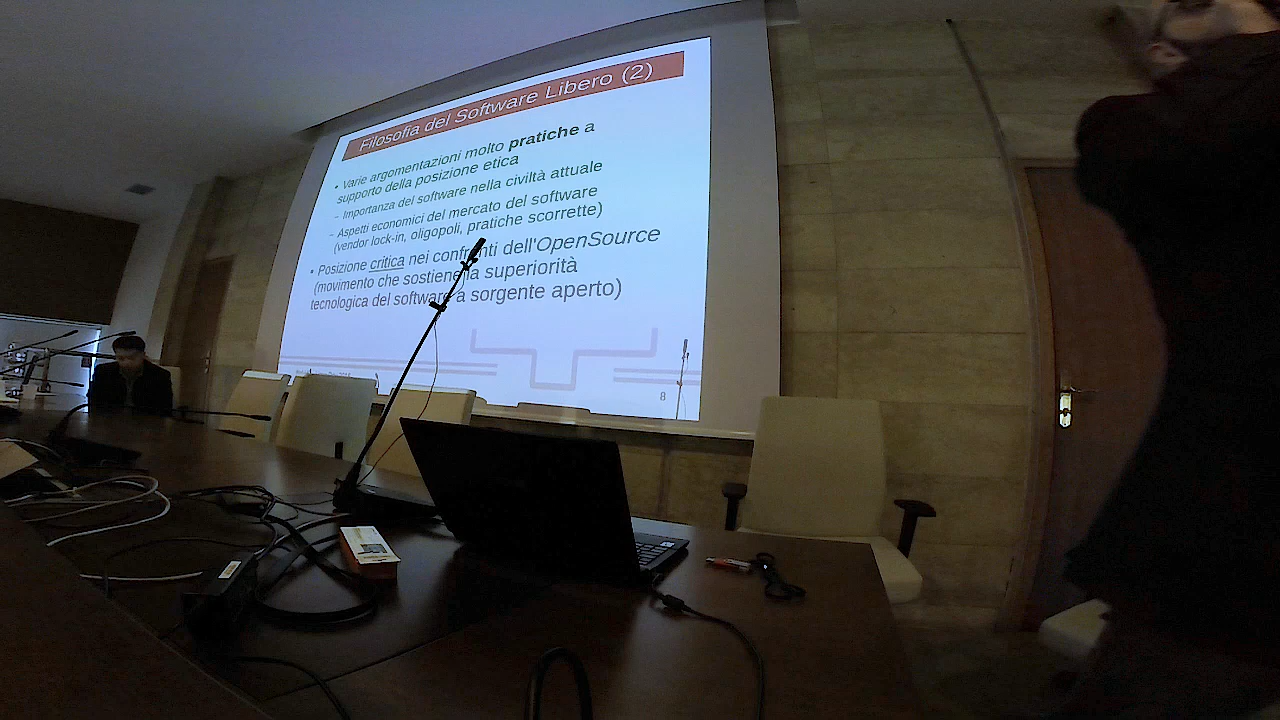 Filosofia del Software Libero (2)
• Varie argomentazioni molto pratiche a
supporto della posizione etica
– Importanza del software nella civiltà attuale
– Aspetti economici del mercato del software
(vendor lock-in, oligopoli, pratiche scorrette)
• Posizione critica nei confronti dell'OpenSource
(movimento che sostiene la superiorità
tecnologica del software a sorgente aperto)
8